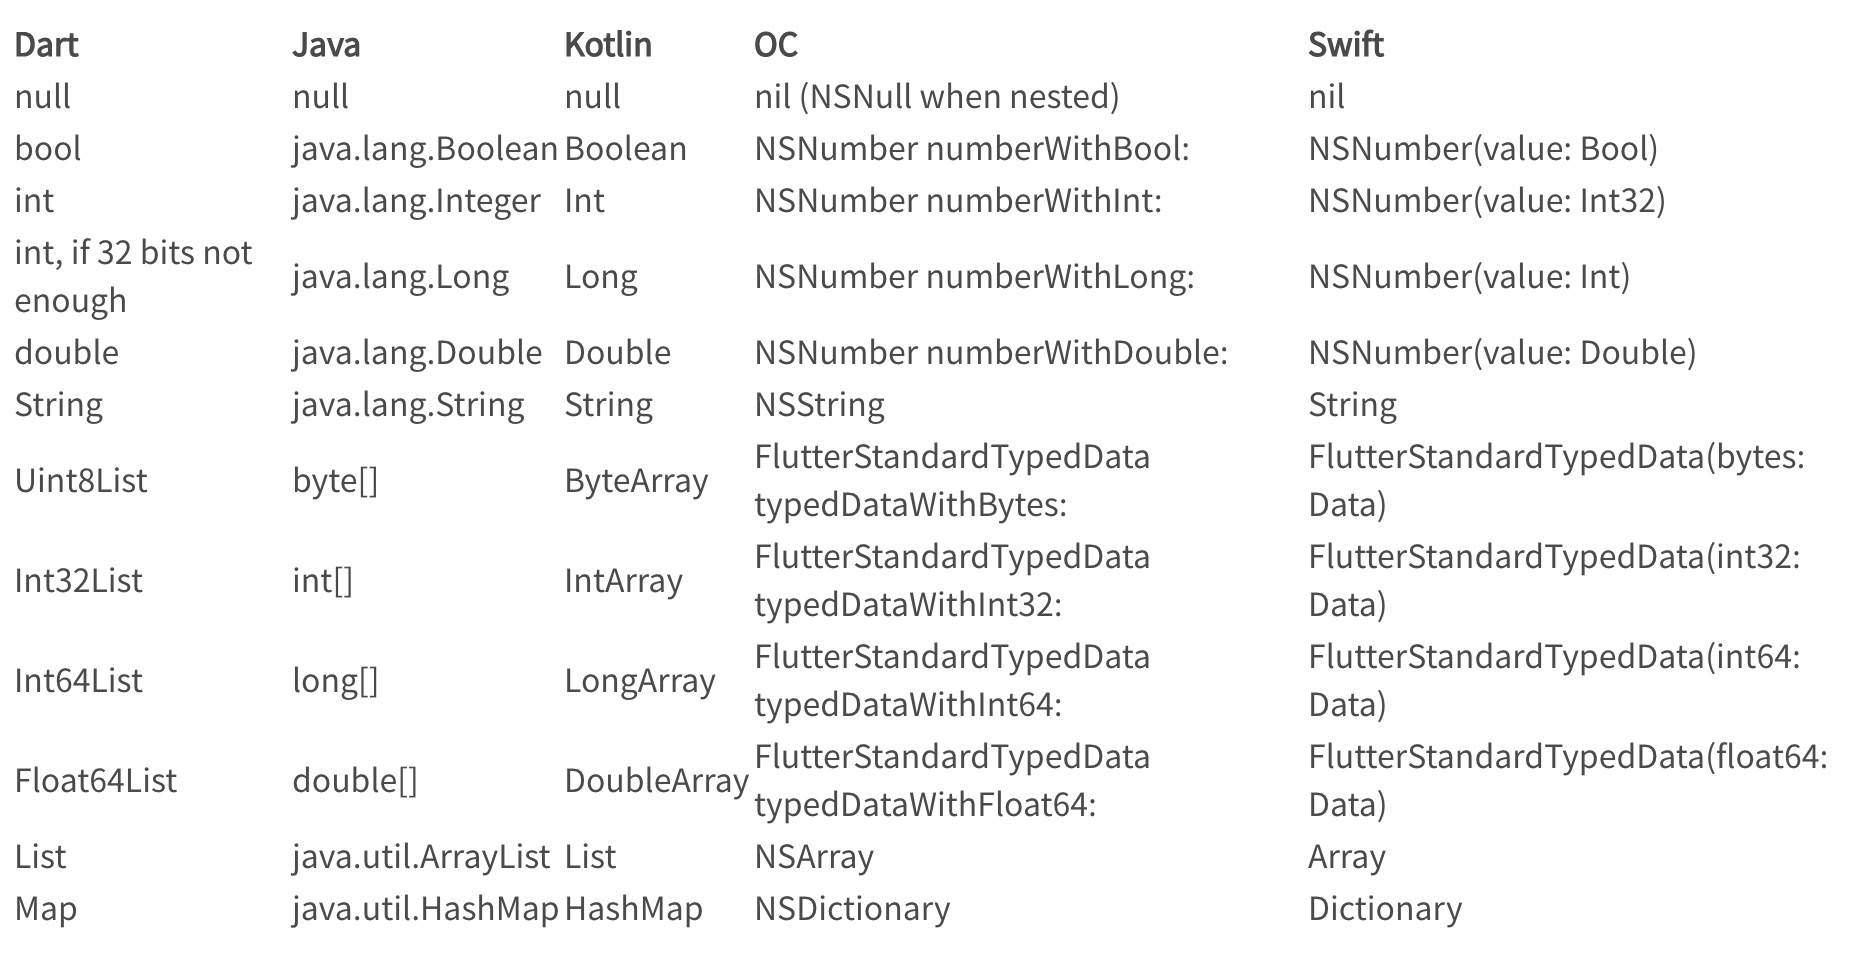 Dart Java Kotlin OC Swift
null null null nil (NSNull when nested) nil
bool java.lang.Boolean Boolean NSNumber numberWithBool: NSNumber(value: Bool)
int java.lang.Integer Int NSNumber numberWithInt: NSNumber(value: Int32)
int, if 32 bits not
enough java.lang.Long Long NSNumber numberWithLong: NSNumber(value: Int)
double java.lang.Double Double NSNumber numberWithDouble: NSNumber(value: Double)
String java.lang.String String NSString String
Uint8List byte[] ByteArray FlutterStandardTypedData
typedDataWithBytes: FlutterStandardTypedData(bytes:
Data)
Int32List int[] IntArray FlutterStandardTypedData
typedDataWithInt32: FlutterStandardTypedData(int32:
Data)
Int64List long[] LongArray FlutterStandardTypedData
typedDataWithInt64: FlutterStandardTypedData(int64:
Data)
Float64List double[] DoubleArray FlutterStandardTypedData
typedDataWithFloat64: FlutterStandardTypedData(float64:
Data)
List java.util.ArrayList List NSArray Array
Map java.util.HashMap HashMap NSDictionary Dictionary